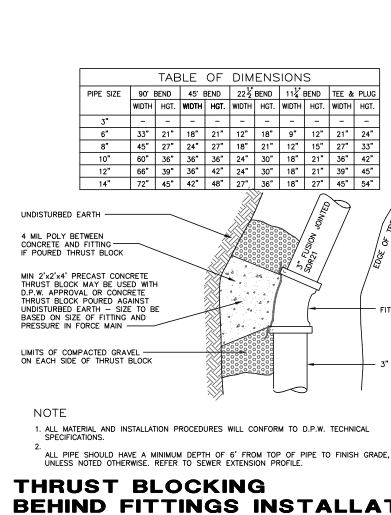 TABLE OF DIMENSIONS
PIPE SIZE 90° BEND 45° BEND 22½° BEND 11¼° BEND TEE & PLUG
WIDTH HGT. WIDTH HGT. WIDTH HGT. WIDTH HGT. WIDTH HGT.
3" – – – – – – – – – –
6" 33" 21" 18" 21" 12" 18" 9" 12" 21" 24"
8" 45" 27" 24" 27" 18" 21" 12" 15" 27" 33"
10" 60" 36" 36" 36" 24" 30" 18" 21" 36" 42"
12" 66" 39" 36" 42" 24" 30" 18" 21" 39" 45"
14" 72" 45" 42" 48" 27" 36" 18" 27" 45" 54"
UNDISTURBED EARTH
4 MIL POLY BETWEEN
CONCRETE AND FITTING
IF POURED THRUST BLOCK
MIN 2'x2'x4' PRECAST CONCRETE
THRUST BLOCK MAY BE USED WITH
D.P.W. APPROVAL OR CONCRETE
THRUST BLOCK POURED AGAINST
UNDISTURBED EARTH – SIZE TO BE
BASED ON SIZE OF FITTING AND
PRESSURE IN FORCE MAIN
LIMITS OF COMPACTED GRAVEL
ON EACH SIDE OF THRUST BLOCK
3" FUSION JOINTED
SDR21
EDGE OF TR
FIT
3"
NOTE
1. ALL MATERIAL AND INSTALLATION PROCEDURES WILL CONFORM TO D.P.W. TECHNICAL
SPECIFICATIONS.
2.
ALL PIPE SHOULD HAVE A MINIMUM DEPTH OF 6' FROM TOP OF PIPE TO FINISH GRADE,
UNLESS NOTED OTHERWISE. REFER TO SEWER EXTENSION PROFILE.
THRUST BLOCKING
BEHIND FITTINGS INSTALLAT